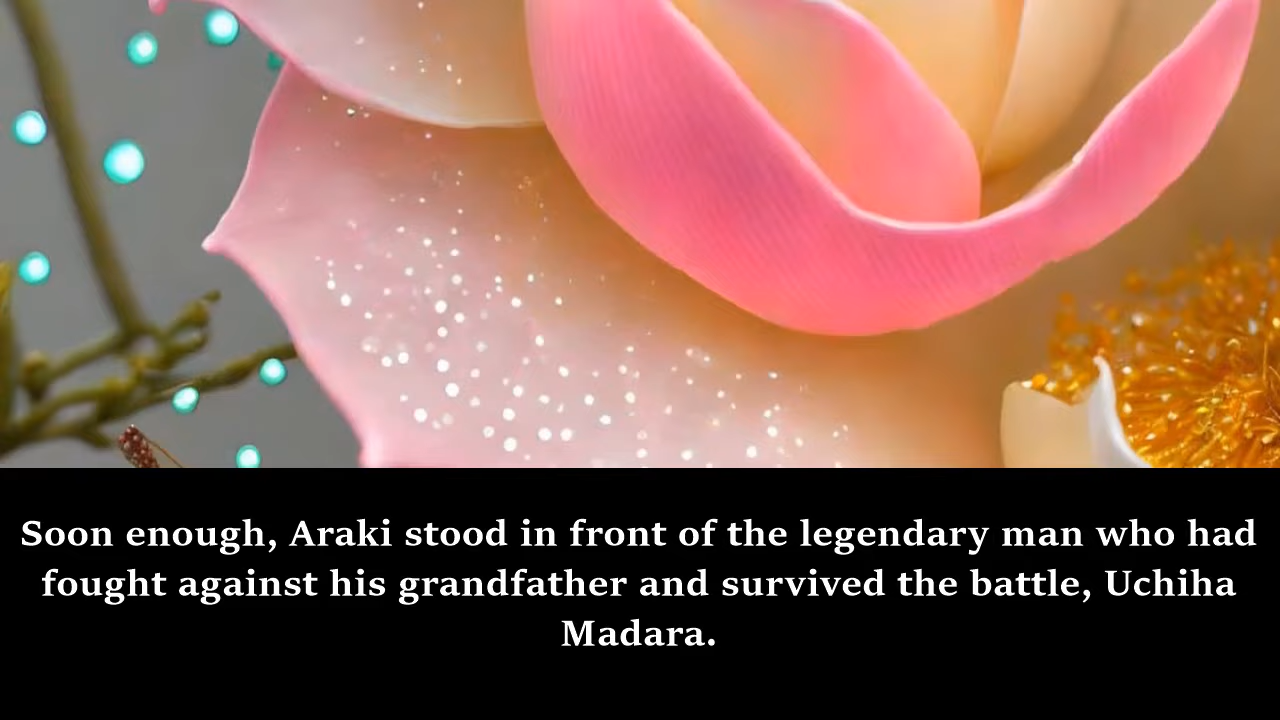 Soon enough, Araki stood in front of the legendary man who had
fought against his grandfather and survived the battle, Uchiha
Madara.